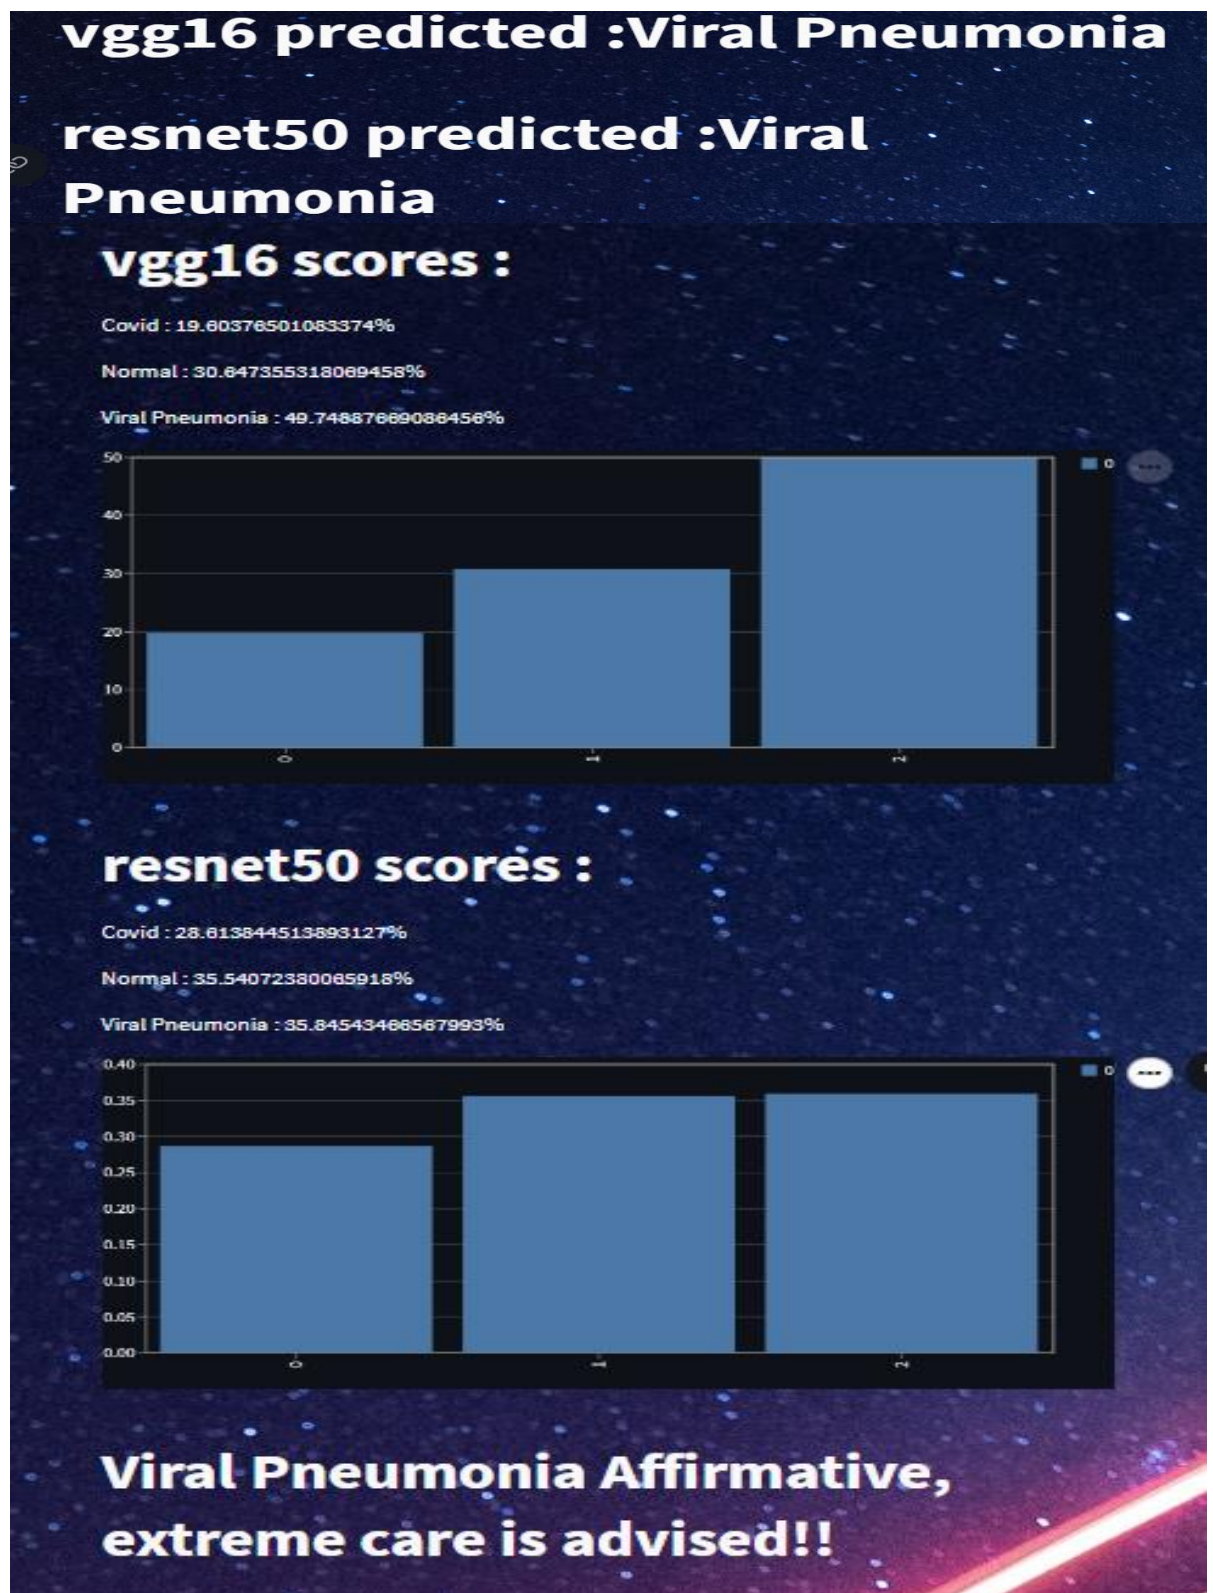 vgg16 predicted :Viral Pneumonia
resnet50 predicted :Viral
Pneumonia
vgg16 scores :
Covid : 19.60376501083374%
Normal : 30.647355318069458%
Viral Pneumonia : 49.74887669086456%
50
0
40
30
20
10
0
0
1
2
resnet50 scores :
Covid : 28.613844513893127%
Normal : 35.54072380065918%
Viral Pneumonia : 35.84543466567993%
0.40
0
0.35
0.30
0.25
0.20
0.15
0.10
0.05
0.00
0
1
2
Viral Pneumonia Affirmative,
extreme care is advised!!